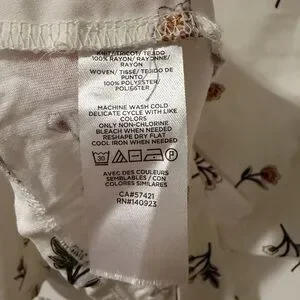 KNIT/TRICOT/TEJIDO
100% RAYON/RAYONNE/
RAYON
WOVEN/TISSÉ/TEJIDO DE
PUNTO
100% POLYESTER/
POLIÉSTER
MACHINE WASH COLD
DELICATE CYCLE WITH LIKE
COLORS
ONLY NON-CHLORINE
BLEACH WHEN NEEDED
RESHAPE DRY FLAT
COOL IRON WHEN NEEDED
30
P
AVEC DES COULEURS
SEMBLABLES / CON
COLORES SIMILARES
CA#57421
RN#140923